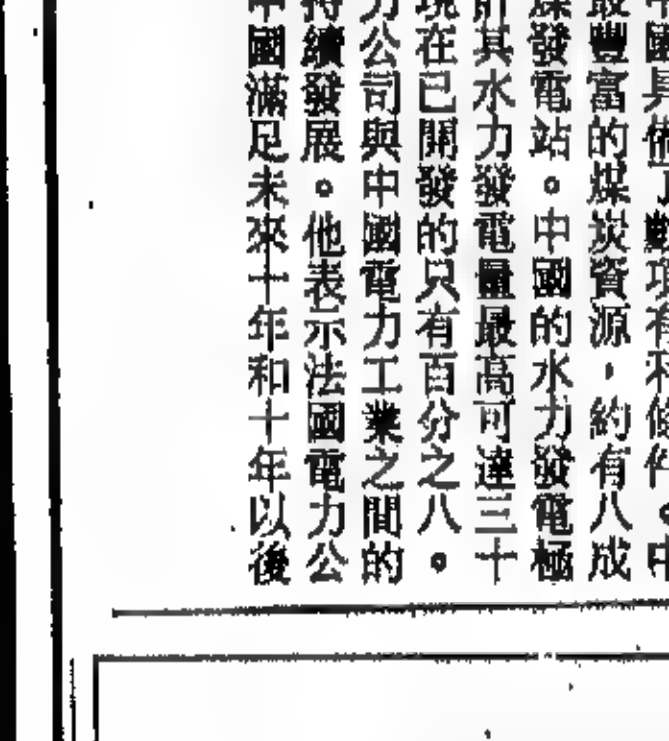 中國具備了數項有利條件。中
最豐富的煤炭資源，約有八成
煤發電站。中國的水力發電極
計其水力發電量最高可達三十
現在已開發的只有百分之八。
力公司與中國電力工業之間的
持續發展。他表示法國電力公
中國滿足未來十年和十年以後